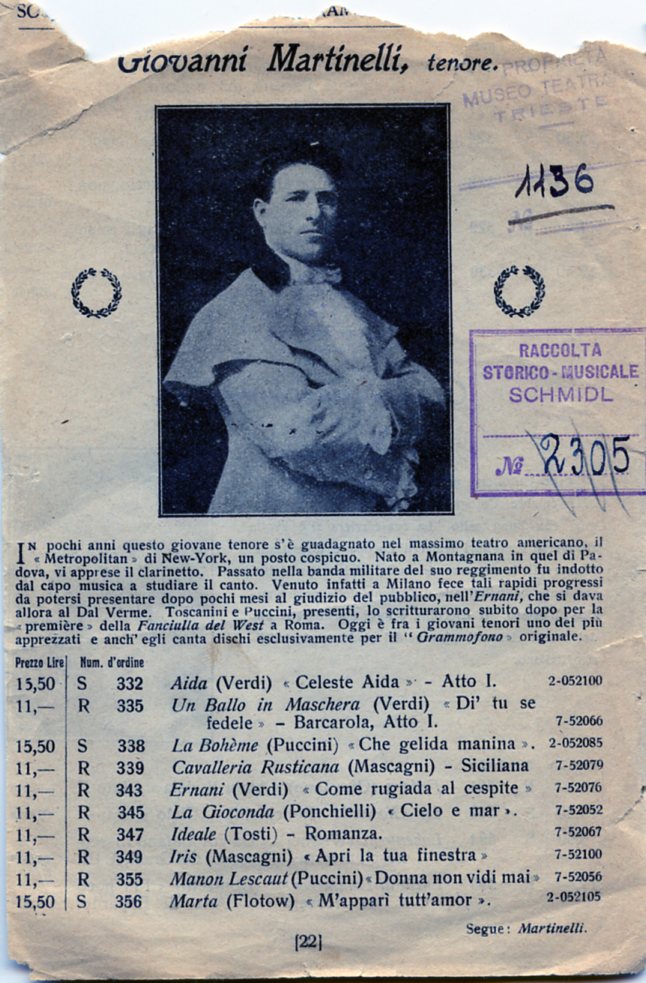 Giovanni Martinelli, tenore.
PROPRIETÀ
MUSEO TEATRA
TRIESTE
1136
№
RACCOLTA
STORICO-MUSICALE
SCHMIDL
№ 2305
IN pochi anni questo giovane tenore s'è guadagnato nel massimo teatro americano, il
« Metropolitan » di New-York, un posto cospicuo. Nato a Montagnana in quel di Pa-
dova, vi apprese il clarinetto. Passato nella banda militare del suo reggimento fu indotto
dal capo musica a studiare il canto. Venuto infatti a Milano fece tali rapidi progressi
da potersi presentare dopo pochi mesi al giudizio del pubblico, nell'Ernani, che si dava
allora al Dal Verme. Toscanini e Puccini, presenti, lo scritturarono subito dopo per la
« première » della Fanciulla del West a Roma. Oggi è fra i giovani tenori uno dei più
apprezzati e anch' egli canta dischi esclusivamente per il “ Grammofono » originale.
Prezzo Lire Num. d'ordine
15,50 S 332 Aida (Verdi) « Celeste Aida » - Atto I. 2-052100
11,— R 335 Un Ballo in Maschera (Verdi) « Di' tu se
fedele » - Barcarola, Atto I. 7-52066
15,50 S 338 La Bohème (Puccini) « Che gelida manina ». 2-052085
11,— R 339 Cavalleria Rusticana (Mascagni) - Siciliana 7-52079
11,— R 343 Ernani (Verdi) « Come rugiada al cespite » 7-52076
11,— R 345 La Gioconda (Ponchielli) « Cielo e mar ». 7-52052
11,— R 347 Ideale (Tosti) - Romanza. 7-52067
11,— R 349 Iris (Mascagni) « Apri la tua finestra » 7-52100
11,— R 355 Manon Lescaut (Puccini) « Donna non vidi mai » 7-52056
15,50 S 356 Marta (Flotow) « M'apparì tutt'amor ». 2-052105
Segue: Martinelli.
[22]